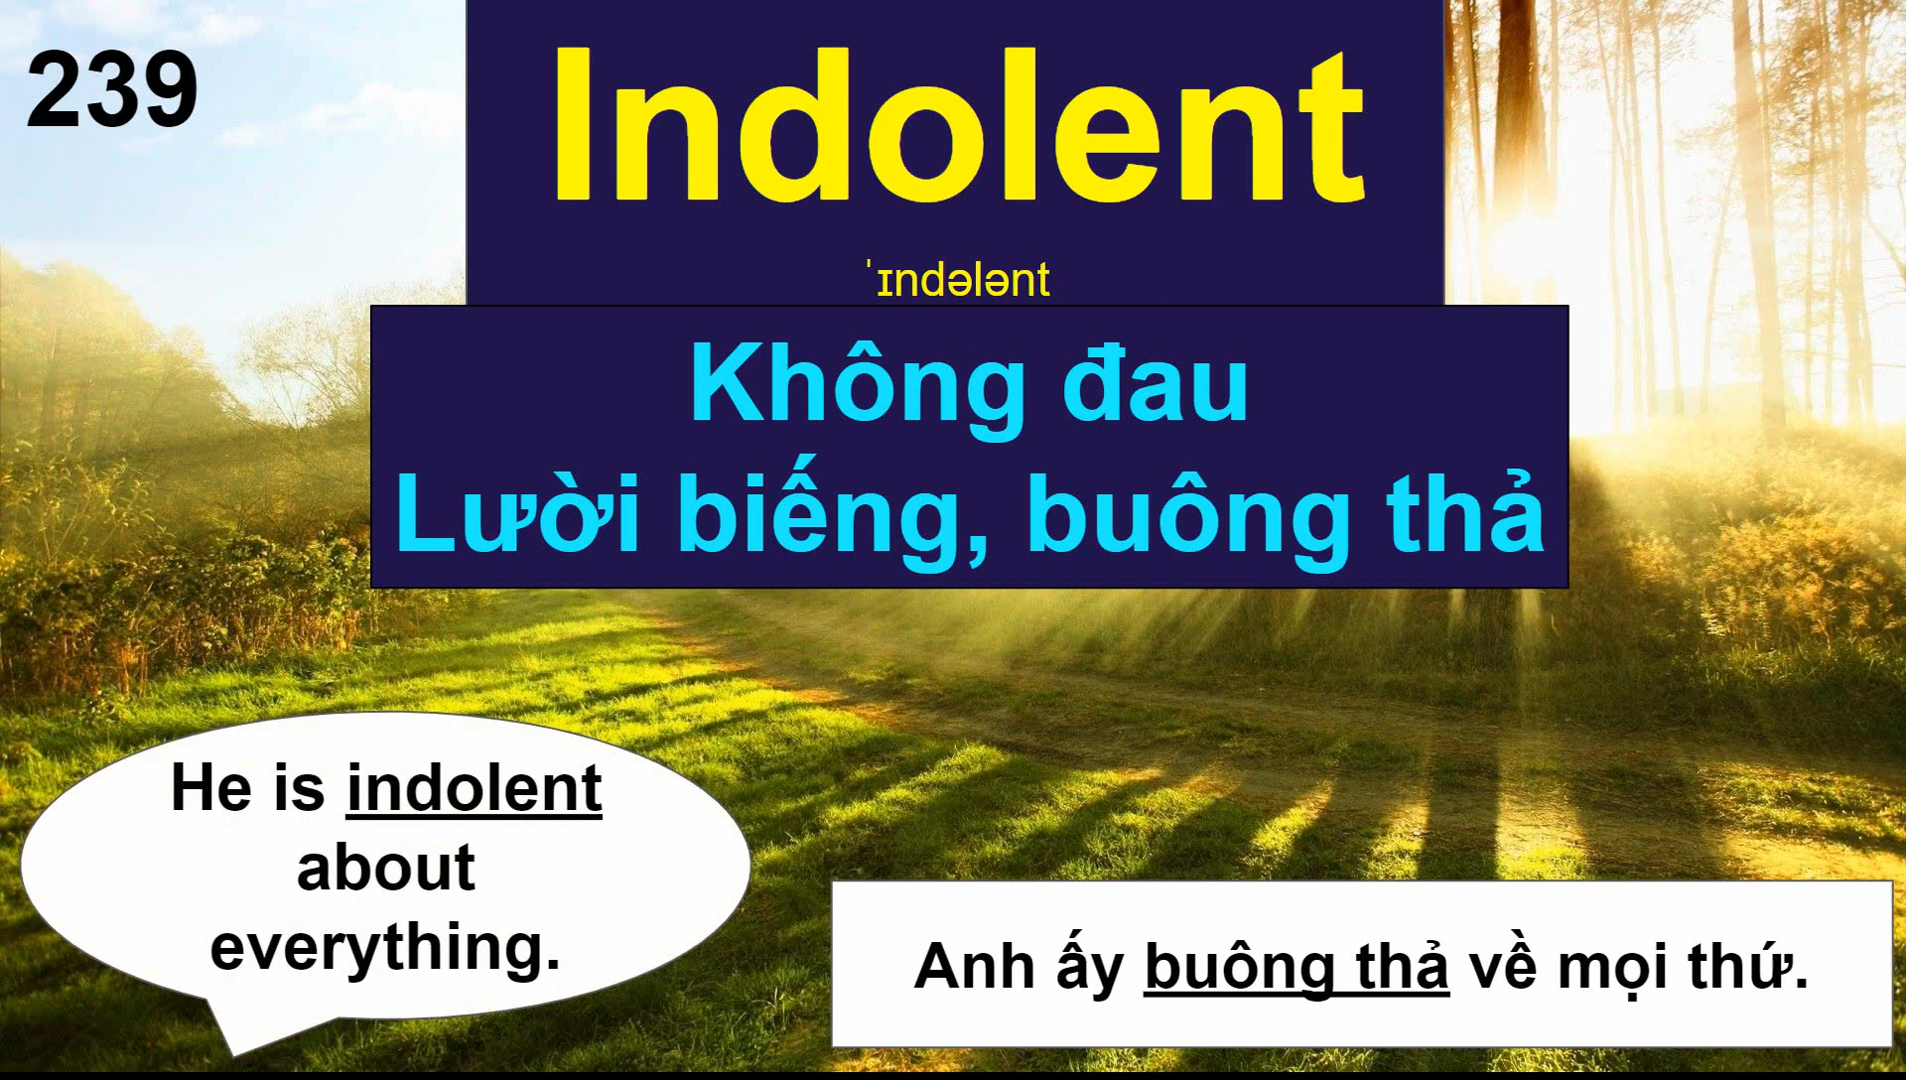 239
Indolent
ˈɪndələnt
Không đau
Lười biếng, buông thả
He is indolent
about
everything.
Anh ấy buông thả về mọi thứ.